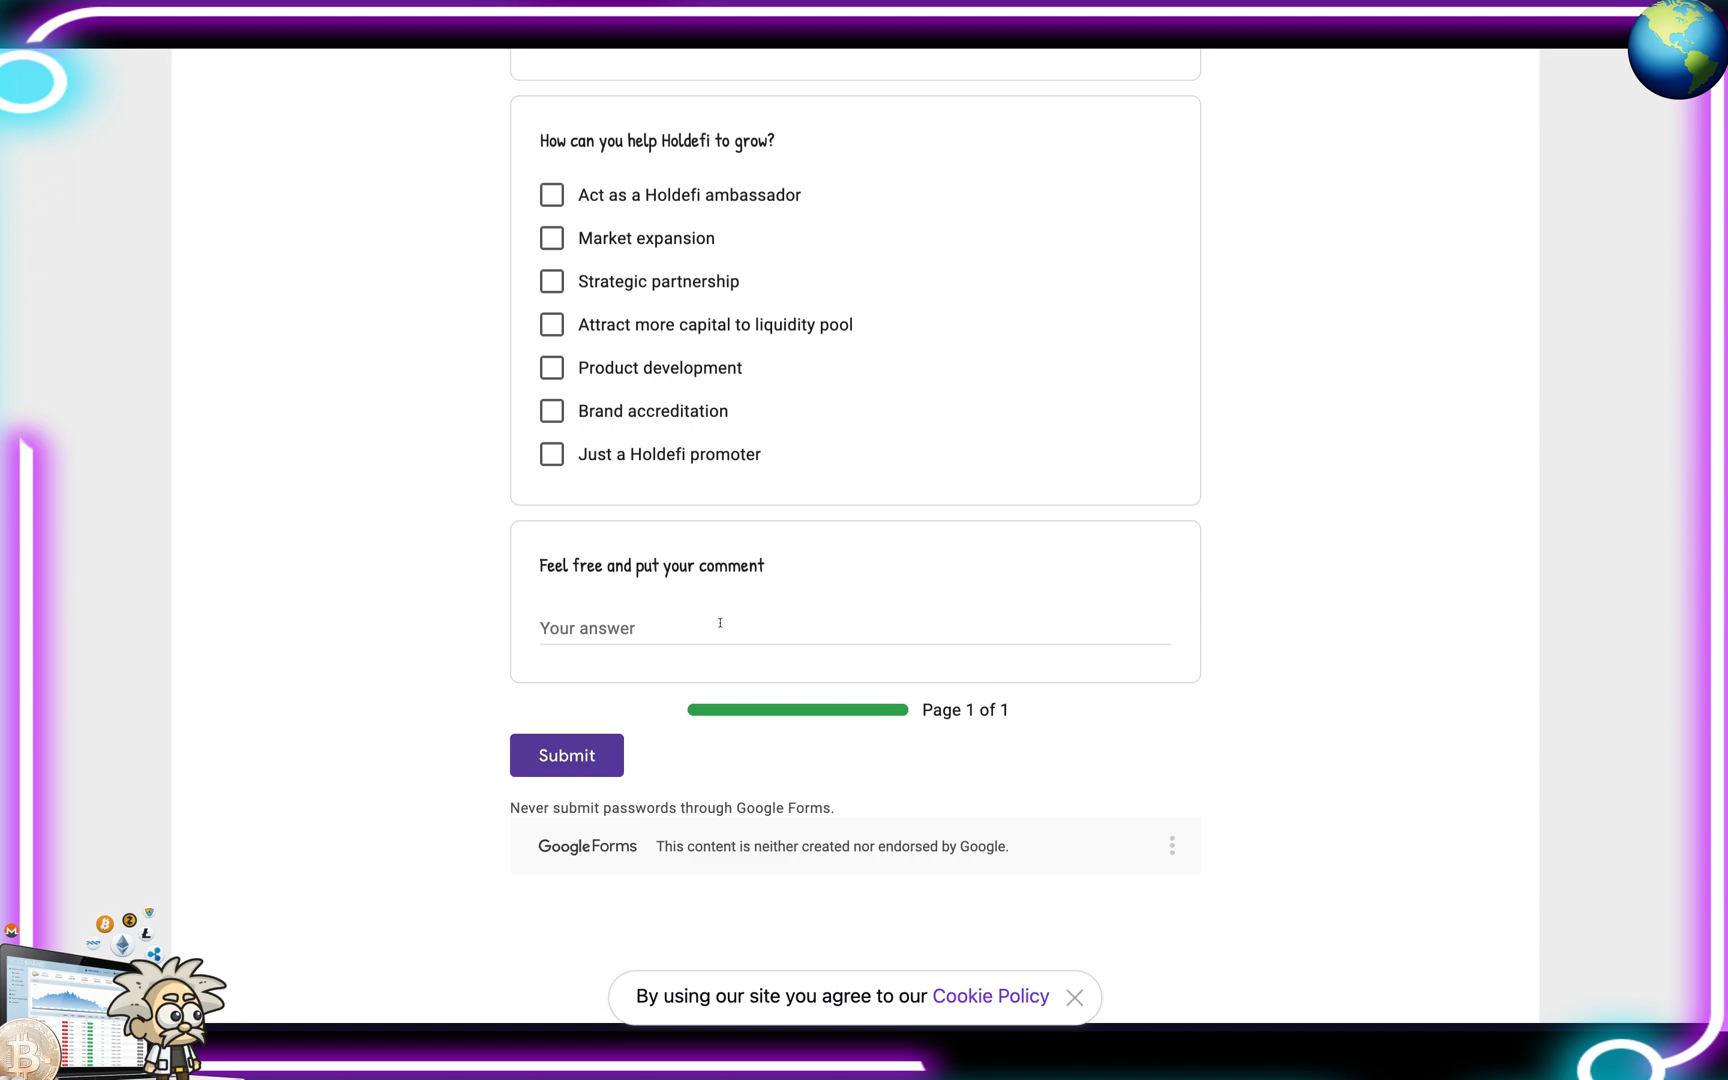 How can you help Holdefi to grow?
Act as a Holdefi ambassador
Market expansion
Strategic partnership
Attract more capital to liquidity pool
Product development
Brand accreditation
Just a Holdefi promoter
Feel free and put your comment
Your answer
Page 1 of 1
Submit
Never submit passwords through Google Forms.
Google Forms This content is neither created nor endorsed by Google.
By using our site you agree to our Cookie Policy